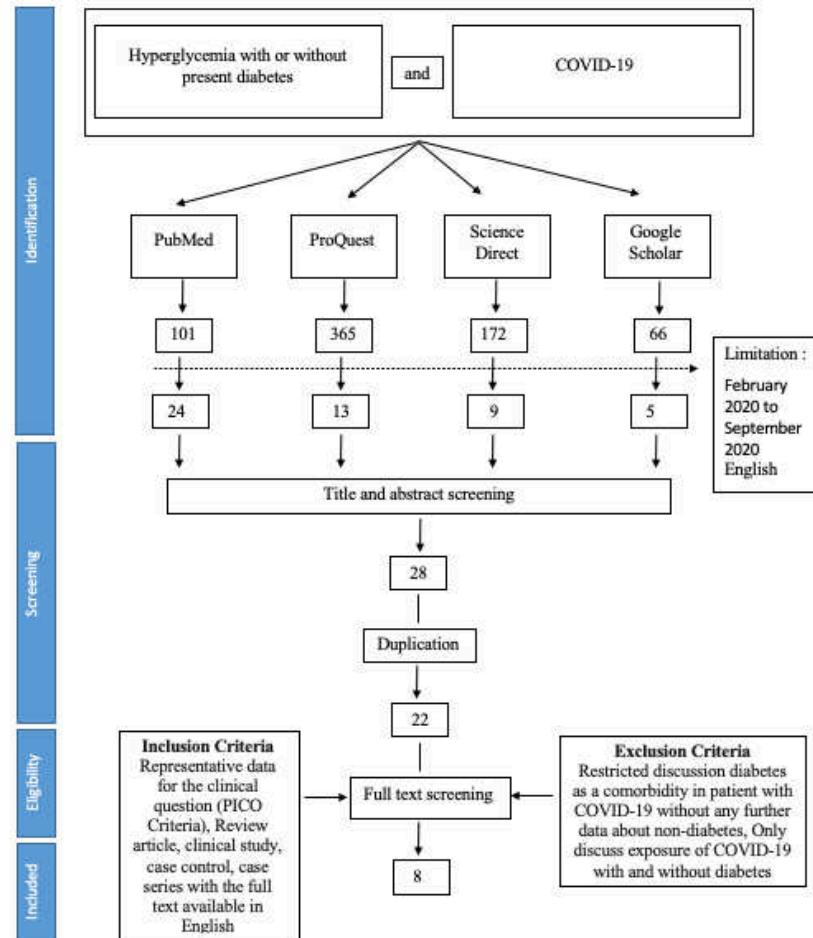 Identification
Hyperglycemia with or without
present diabetes
and
COVID-19
PubMed
ProQuest
Science
Direct
Google
Scholar
101
365
172
66
Limitation :
February
2020 to
September
2020
English
24
13
9
5
Screening
Title and abstract screening
28
Duplication
22
Eligibility
Inclusion Criteria
Representative data
for the clinical
question (PICO
Criteria), Review
article, clinical study,
case control, case
series with the full
text available in
English
Full text screening
Exclusion Criteria
Restricted discussion diabetes
as a comorbidity in patient with
COVID-19 without any further
data about non-diabetes, Only
discuss exposure of COVID-19
with and without diabetes
Included
8